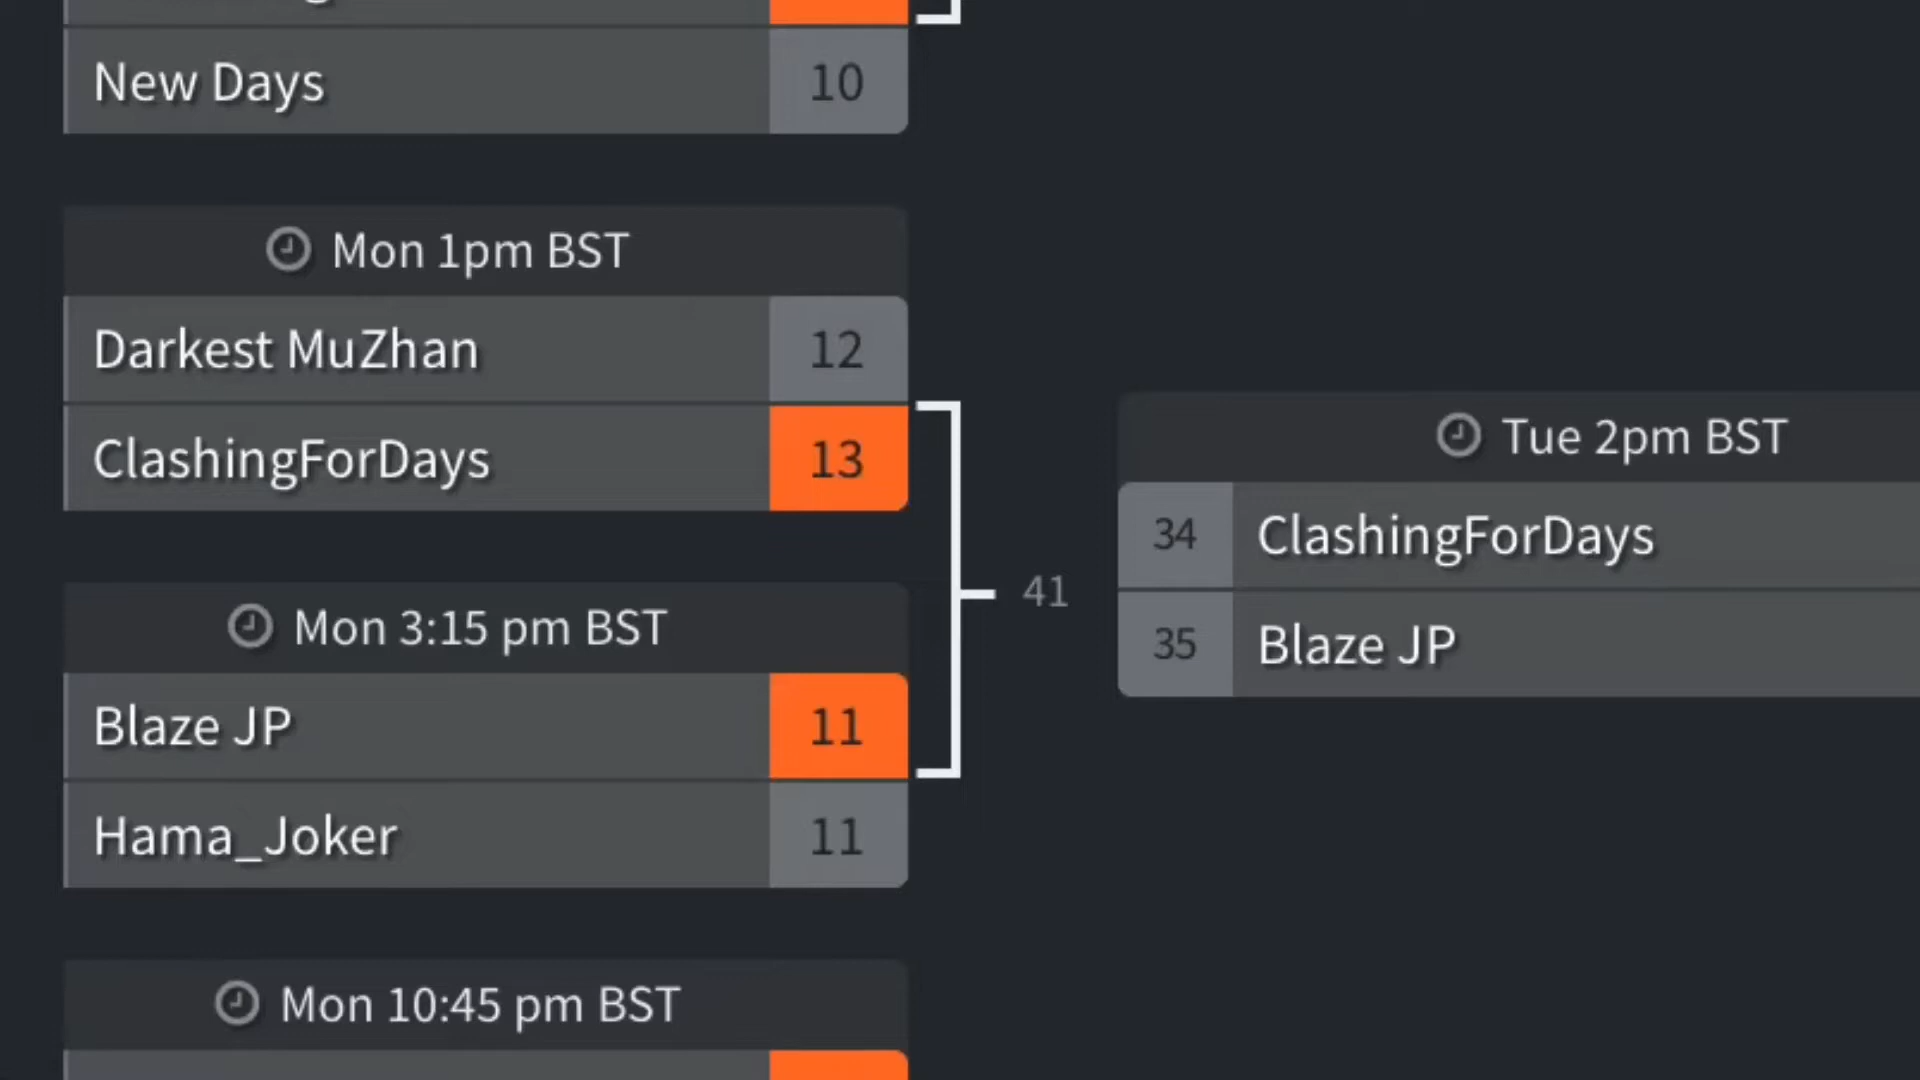 New Days 10
Mon 1pm BST
Darkest MuZhan 12
ClashingForDays 13
Mon 3:15 pm BST
Blaze JP 11
Hama_Joker 11
Mon 10:45 pm BST
41
Tue 2pm BST
34 ClashingForDays
35 Blaze JP